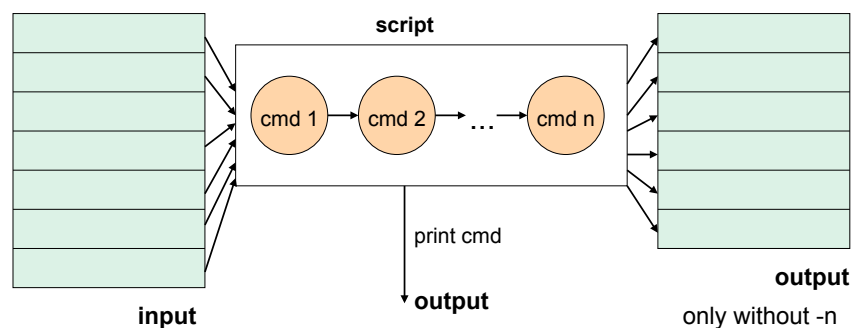 script
cmd 1
cmd 2
...
cmd n
print cmd
output
input
output
only without -n